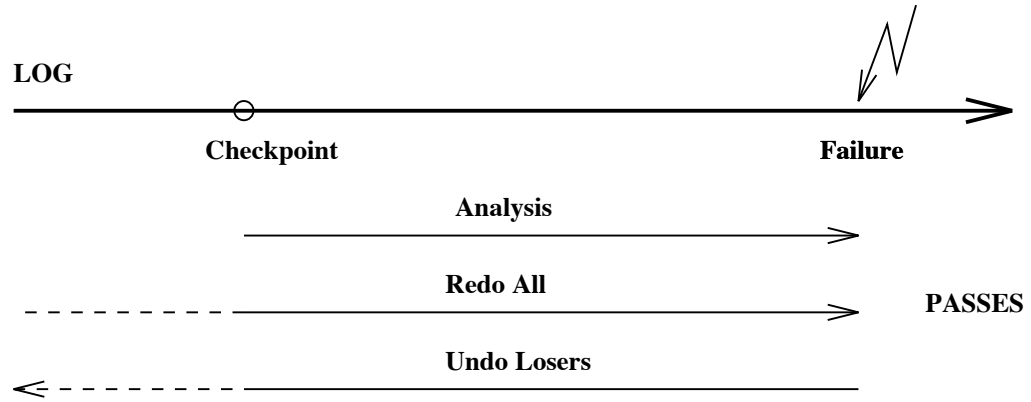 LOG
Checkpoint
Failure
Analysis
Redo All
PASSES
Undo Losers